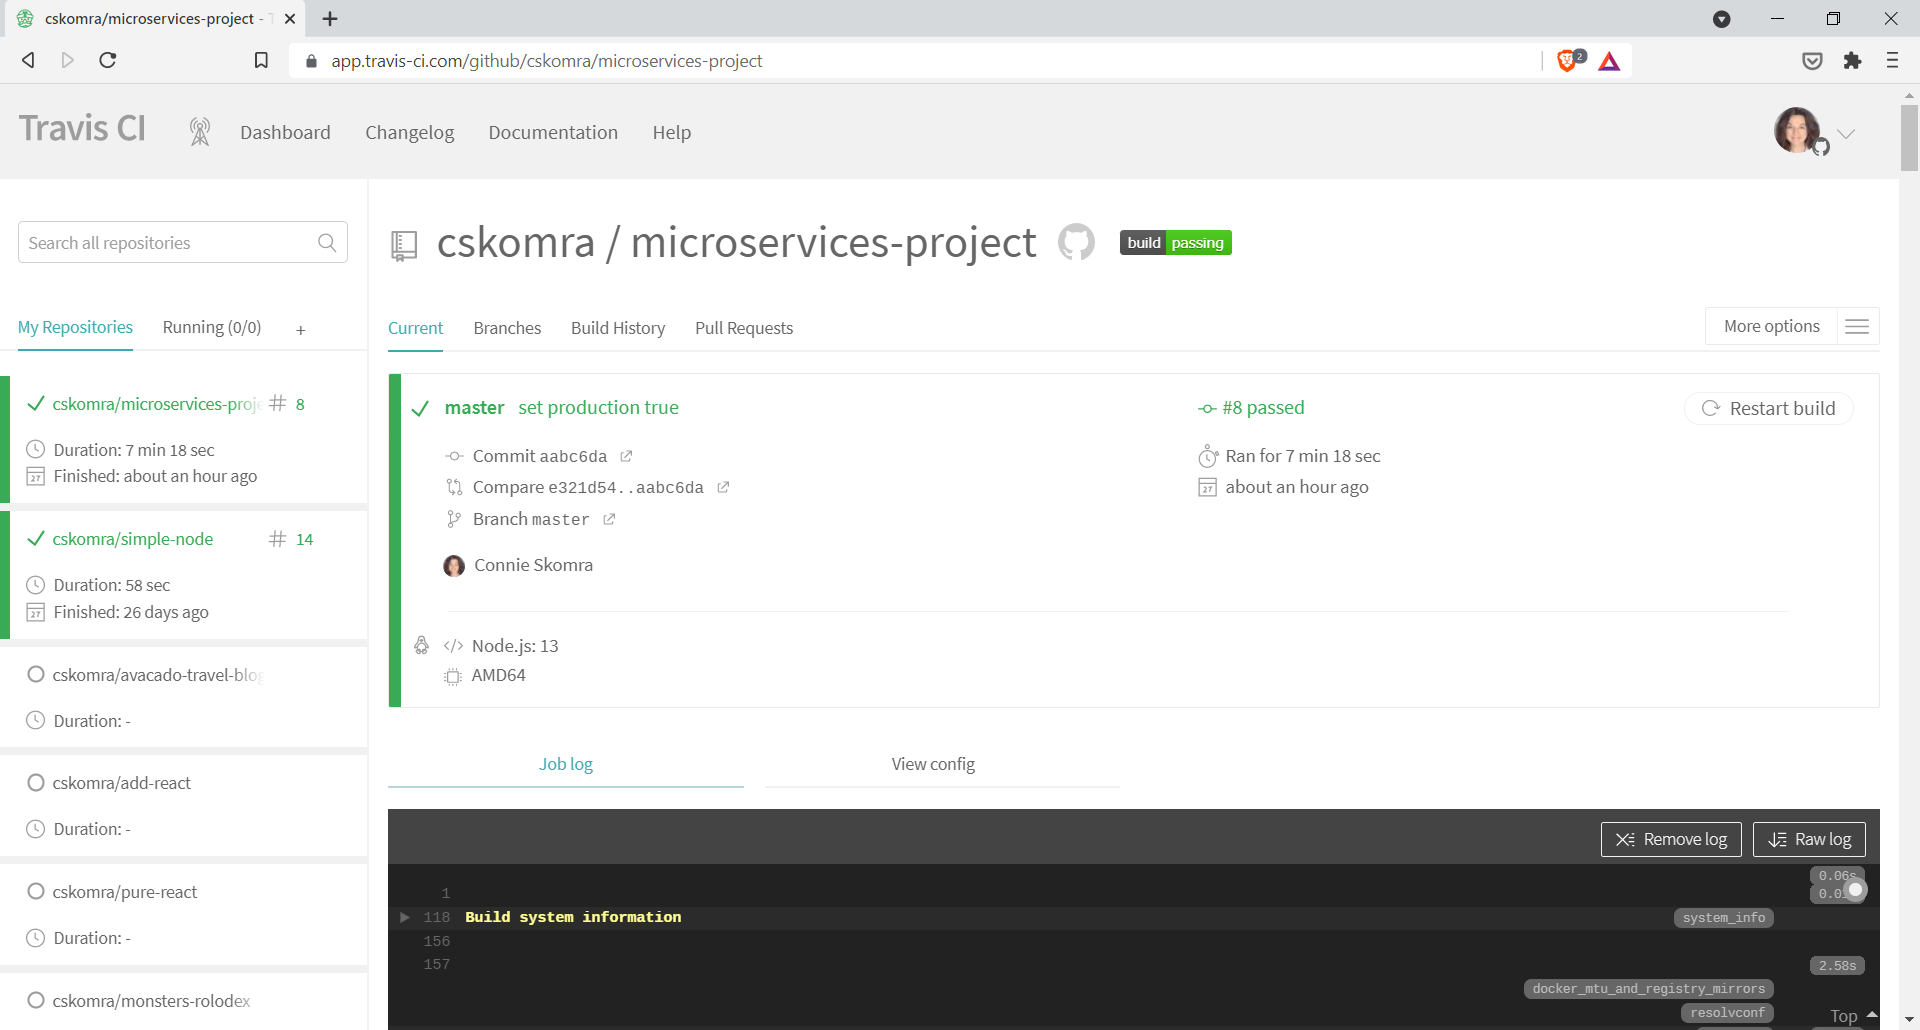 cskomra/microservices-project -
app.travis-ci.com/github/cskomra/microservices-project
2
Travis CI
Dashboard
Changelog
Documentation
Help
Search all repositories
My Repositories
Running (0/0)
+
cskomra/microservices-proje
# 8
Duration: 7 min 18 sec
27
Finished: about an hour ago
cskomra/simple-node
# 14
Duration: 58 sec
27
Finished: 26 days ago
cskomra/avacado-travel-blog
Duration: -
cskomra/add-react
Duration: -
cskomra/pure-react
Duration: -
cskomra/monsters-rolodex
cskomra / microservices-project
build passing
Current
Branches
Build History
Pull Requests
More options
master set production true
#8 passed
Restart build
Commit aabc6da
Ran for 7 min 18 sec
Compare e321d54..aabc6da
27
about an hour ago
Branch master
Connie Skomra
</> Node.js: 13
AMD64
Job log
View config
Remove log
Raw log
0.06s
1
118 Build system information
system_info
156
157
2.58s
docker_mtu_and_registry_mirrors
resolvconf
Top